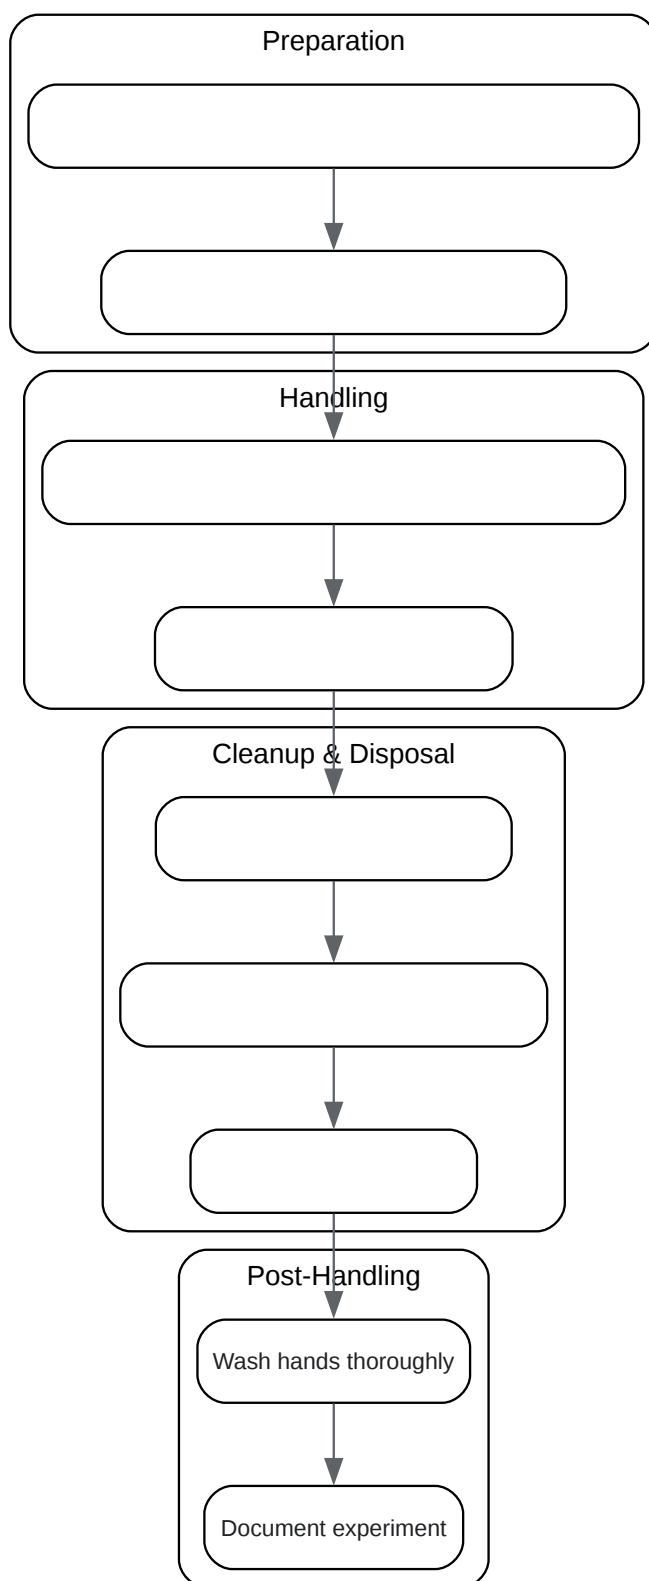 Preparation
Handling
Cleanup & Disposal
Post-Handling
Wash hands thoroughly
Document experiment